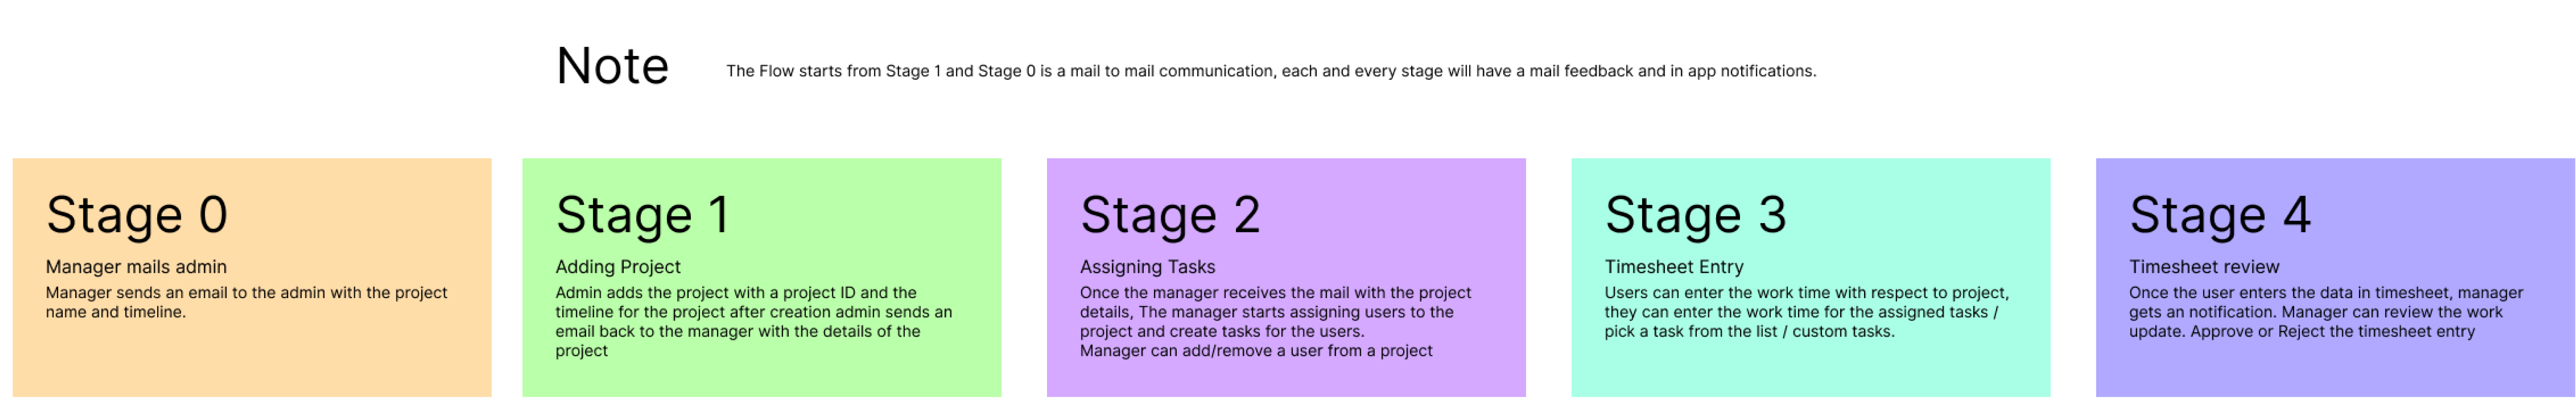 Note
The Flow starts from Stage 1 and Stage 0 is a mail to mail communication, each and every stage will have a mail feedback and in app notifications.
Stage 0
Manager mails admin
Manager sends an email to the admin with the project
name and timeline.
Stage 1
Adding Project
Admin adds the project with a project ID and the
timeline for the project after creation admin sends an
email back to the manager with the details of the
project
Stage 2
Assigning Tasks
Once the manager receives the mail with the project
details, The manager starts assigning users to the
project and create tasks for the users.
Manager can add/remove a user from a project
Stage 3
Timesheet Entry
Users can enter the work time with respect to project,
they can enter the work time for the assigned tasks /
pick a task from the list / custom tasks.
Stage 4
Timesheet review
Once the user enters the data in timesheet, manager
gets an notification. Manager can review the work
update. Approve or Reject the timesheet entry